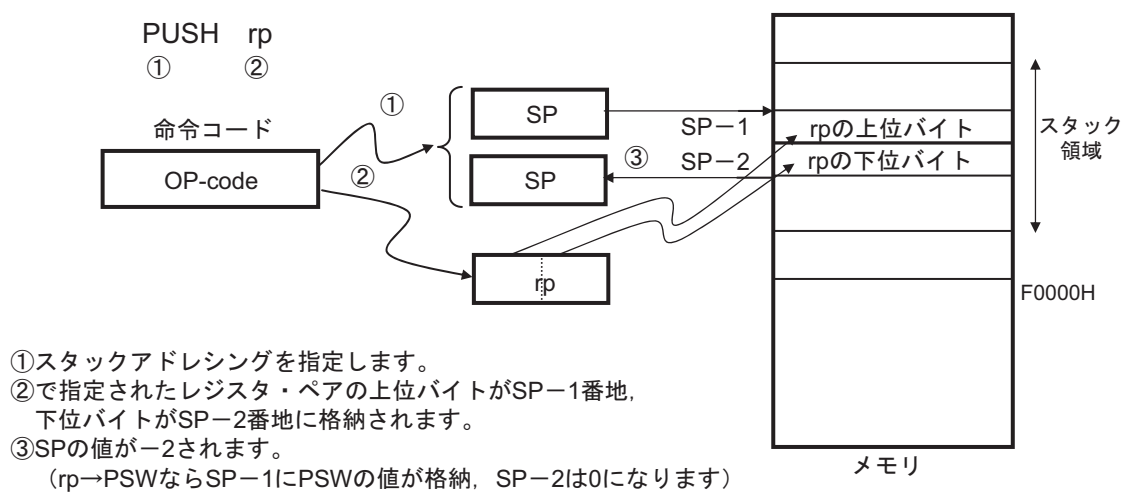 PUSH rp
① ②
命令コード
OP-code
①
②
SP
SP
③
rp
SP－1
SP－2
rpの上位バイト
rpの下位バイト
スタック
領域
F0000H
メモリ
①スタックアドレシングを指定します。
②で指定されたレジスタ・ペアの上位バイトがSP－1番地,
下位バイトがSP－2番地に格納されます。
③SPの値が－2されます。
（rp→PSWならSP－1にPSWの値が格納, SP－2は0になります）